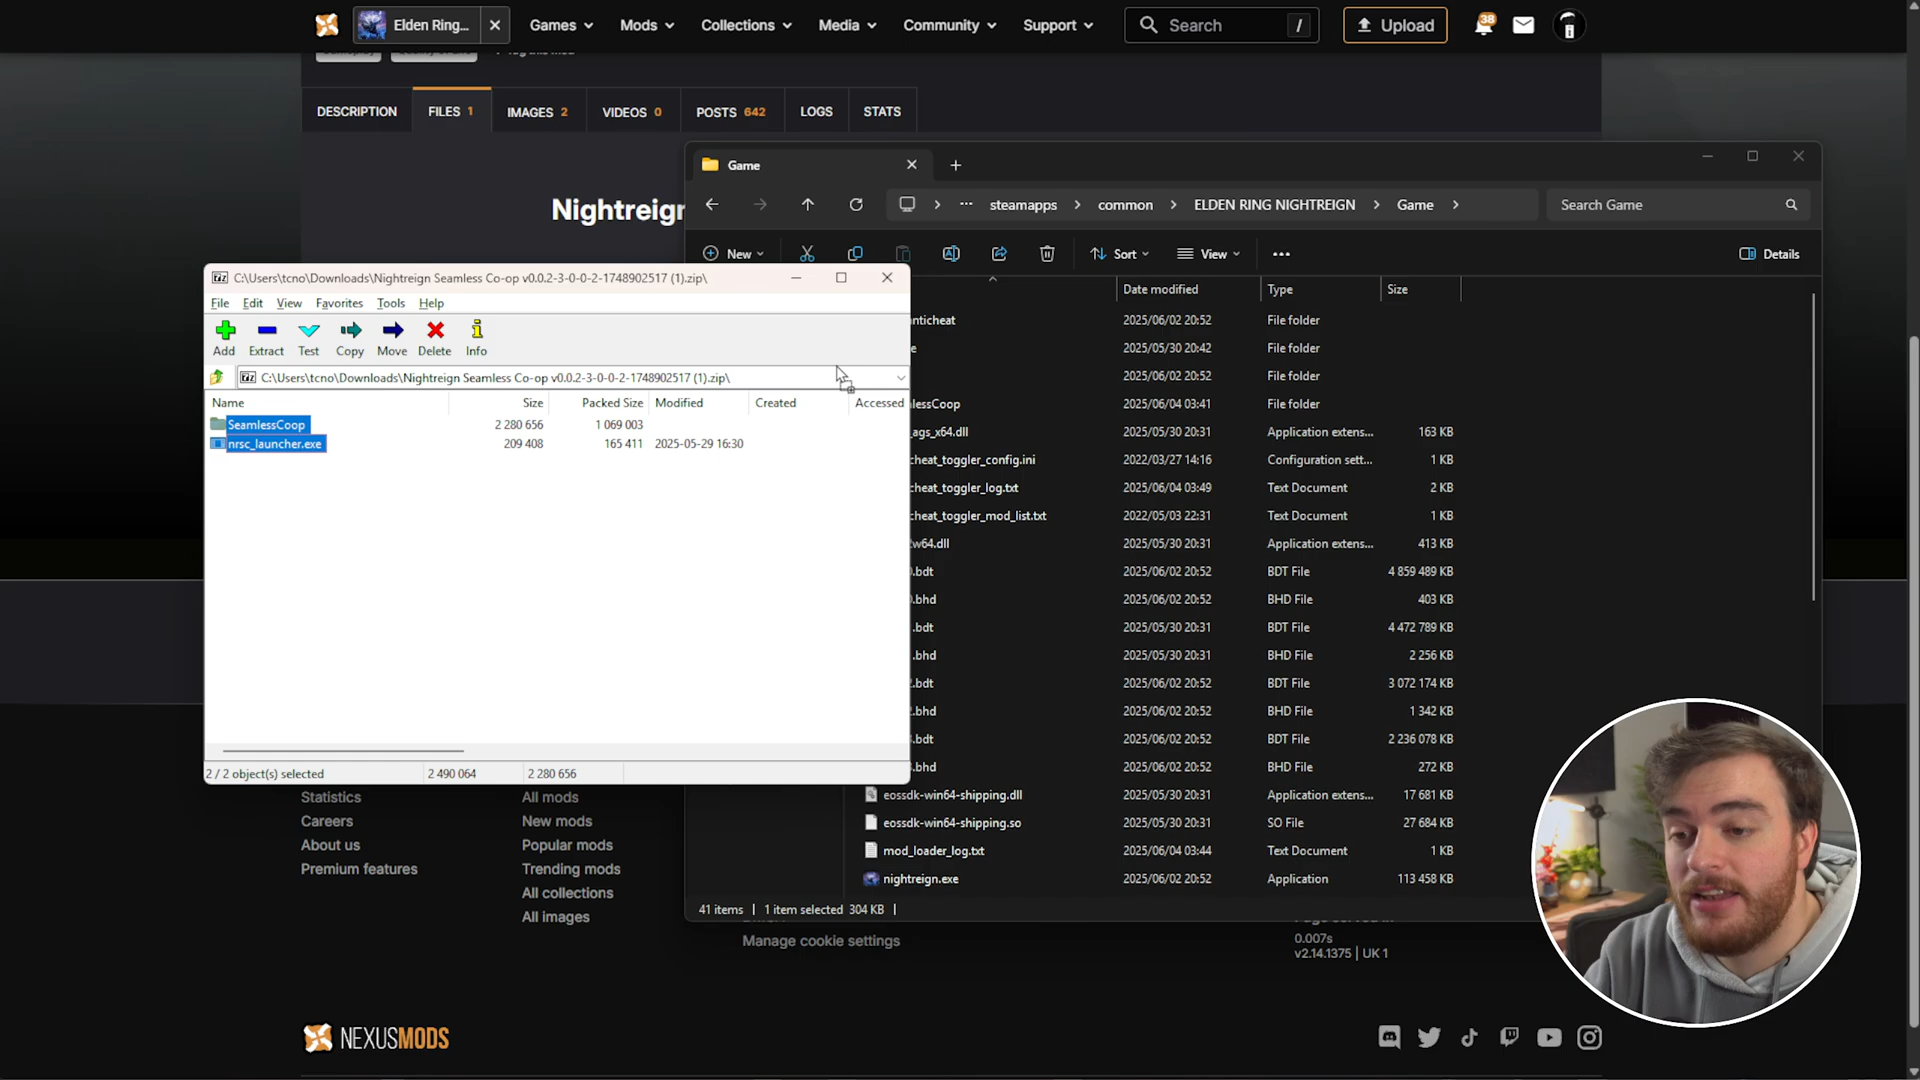 Elden Ring...
Games
Mods
Collections
Media
Community
Support
Search
/
Upload
38
DESCRIPTION
FILES 1
IMAGES 2
VIDEOS 0
POSTS 642
LOGS
STATS
Nightreign
Game
steamapps > common > ELDEN RING NIGHTREIGN > Game >
Search Game
New
Sort
View
Details
Date modified
Type
Size
nticheat 2025/06/02 20:52 File folder
e 2025/05/30 20:42 File folder
2025/06/02 20:52 File folder
lessCoop 2025/06/04 03:41 File folder
_ags_x64.dll 2025/05/30 20:31 Application extens... 163 KB
cheat_toggler_config.ini 2022/03/27 14:16 Configuration sett... 1 KB
cheat_toggler_log.txt 2025/06/04 03:49 Text Document 2 KB
cheat_toggler_mod_list.txt 2022/05/03 22:31 Text Document 1 KB
w64.dll 2025/05/30 20:31 Application extens... 413 KB
.bdt 2025/06/02 20:52 BDT File 4 859 489 KB
.bhd 2025/06/02 20:52 BHD File 403 KB
.bdt 2025/05/30 20:31 BDT File 4 472 789 KB
.bhd 2025/05/30 20:31 BHD File 2 256 KB
.bdt 2025/06/02 20:52 BDT File 3 072 174 KB
.bhd 2025/06/02 20:52 BHD File 1 342 KB
.bdt 2025/06/02 20:52 BDT File 2 236 078 KB
.bhd 2025/06/02 20:52 BHD File 272 KB
eossdk-win64-shipping.dll 2025/05/30 20:31 Application extens... 17 681 KB
eossdk-win64-shipping.so 2025/05/30 20:31 SO File 27 684 KB
mod_loader_log.txt 2025/06/04 03:44 Text Document 1 KB
nightreign.exe 2025/06/02 20:52 Application 113 458 KB
41 items
1 item selected 304 KB
C:\Users\tcno\Downloads\Nightreign Seamless Co-op v0.0.2-3-0-0-2-1748902517 (1).zip\
File Edit View Favorites Tools Help
Add Extract Test Copy Move Delete Info
C:\Users\tcno\Downloads\Nightreign Seamless Co-op v0.0.2-3-0-0-2-1748902517 (1).zip\
Name Size Packed Size Modified Created Accessed
SeamlessCoop 2 280 656 1 069 003
nrsc_launcher.exe 209 408 165 411 2025-05-29 16:30
2 / 2 object(s) selected 2 490 064 2 280 656
Statistics
Careers
About us
Premium features
All mods
New mods
Popular mods
Trending mods
All collections
All images
Manage cookie settings
0.007s
v2.14.1375 | UK 1
NEXUSMODS